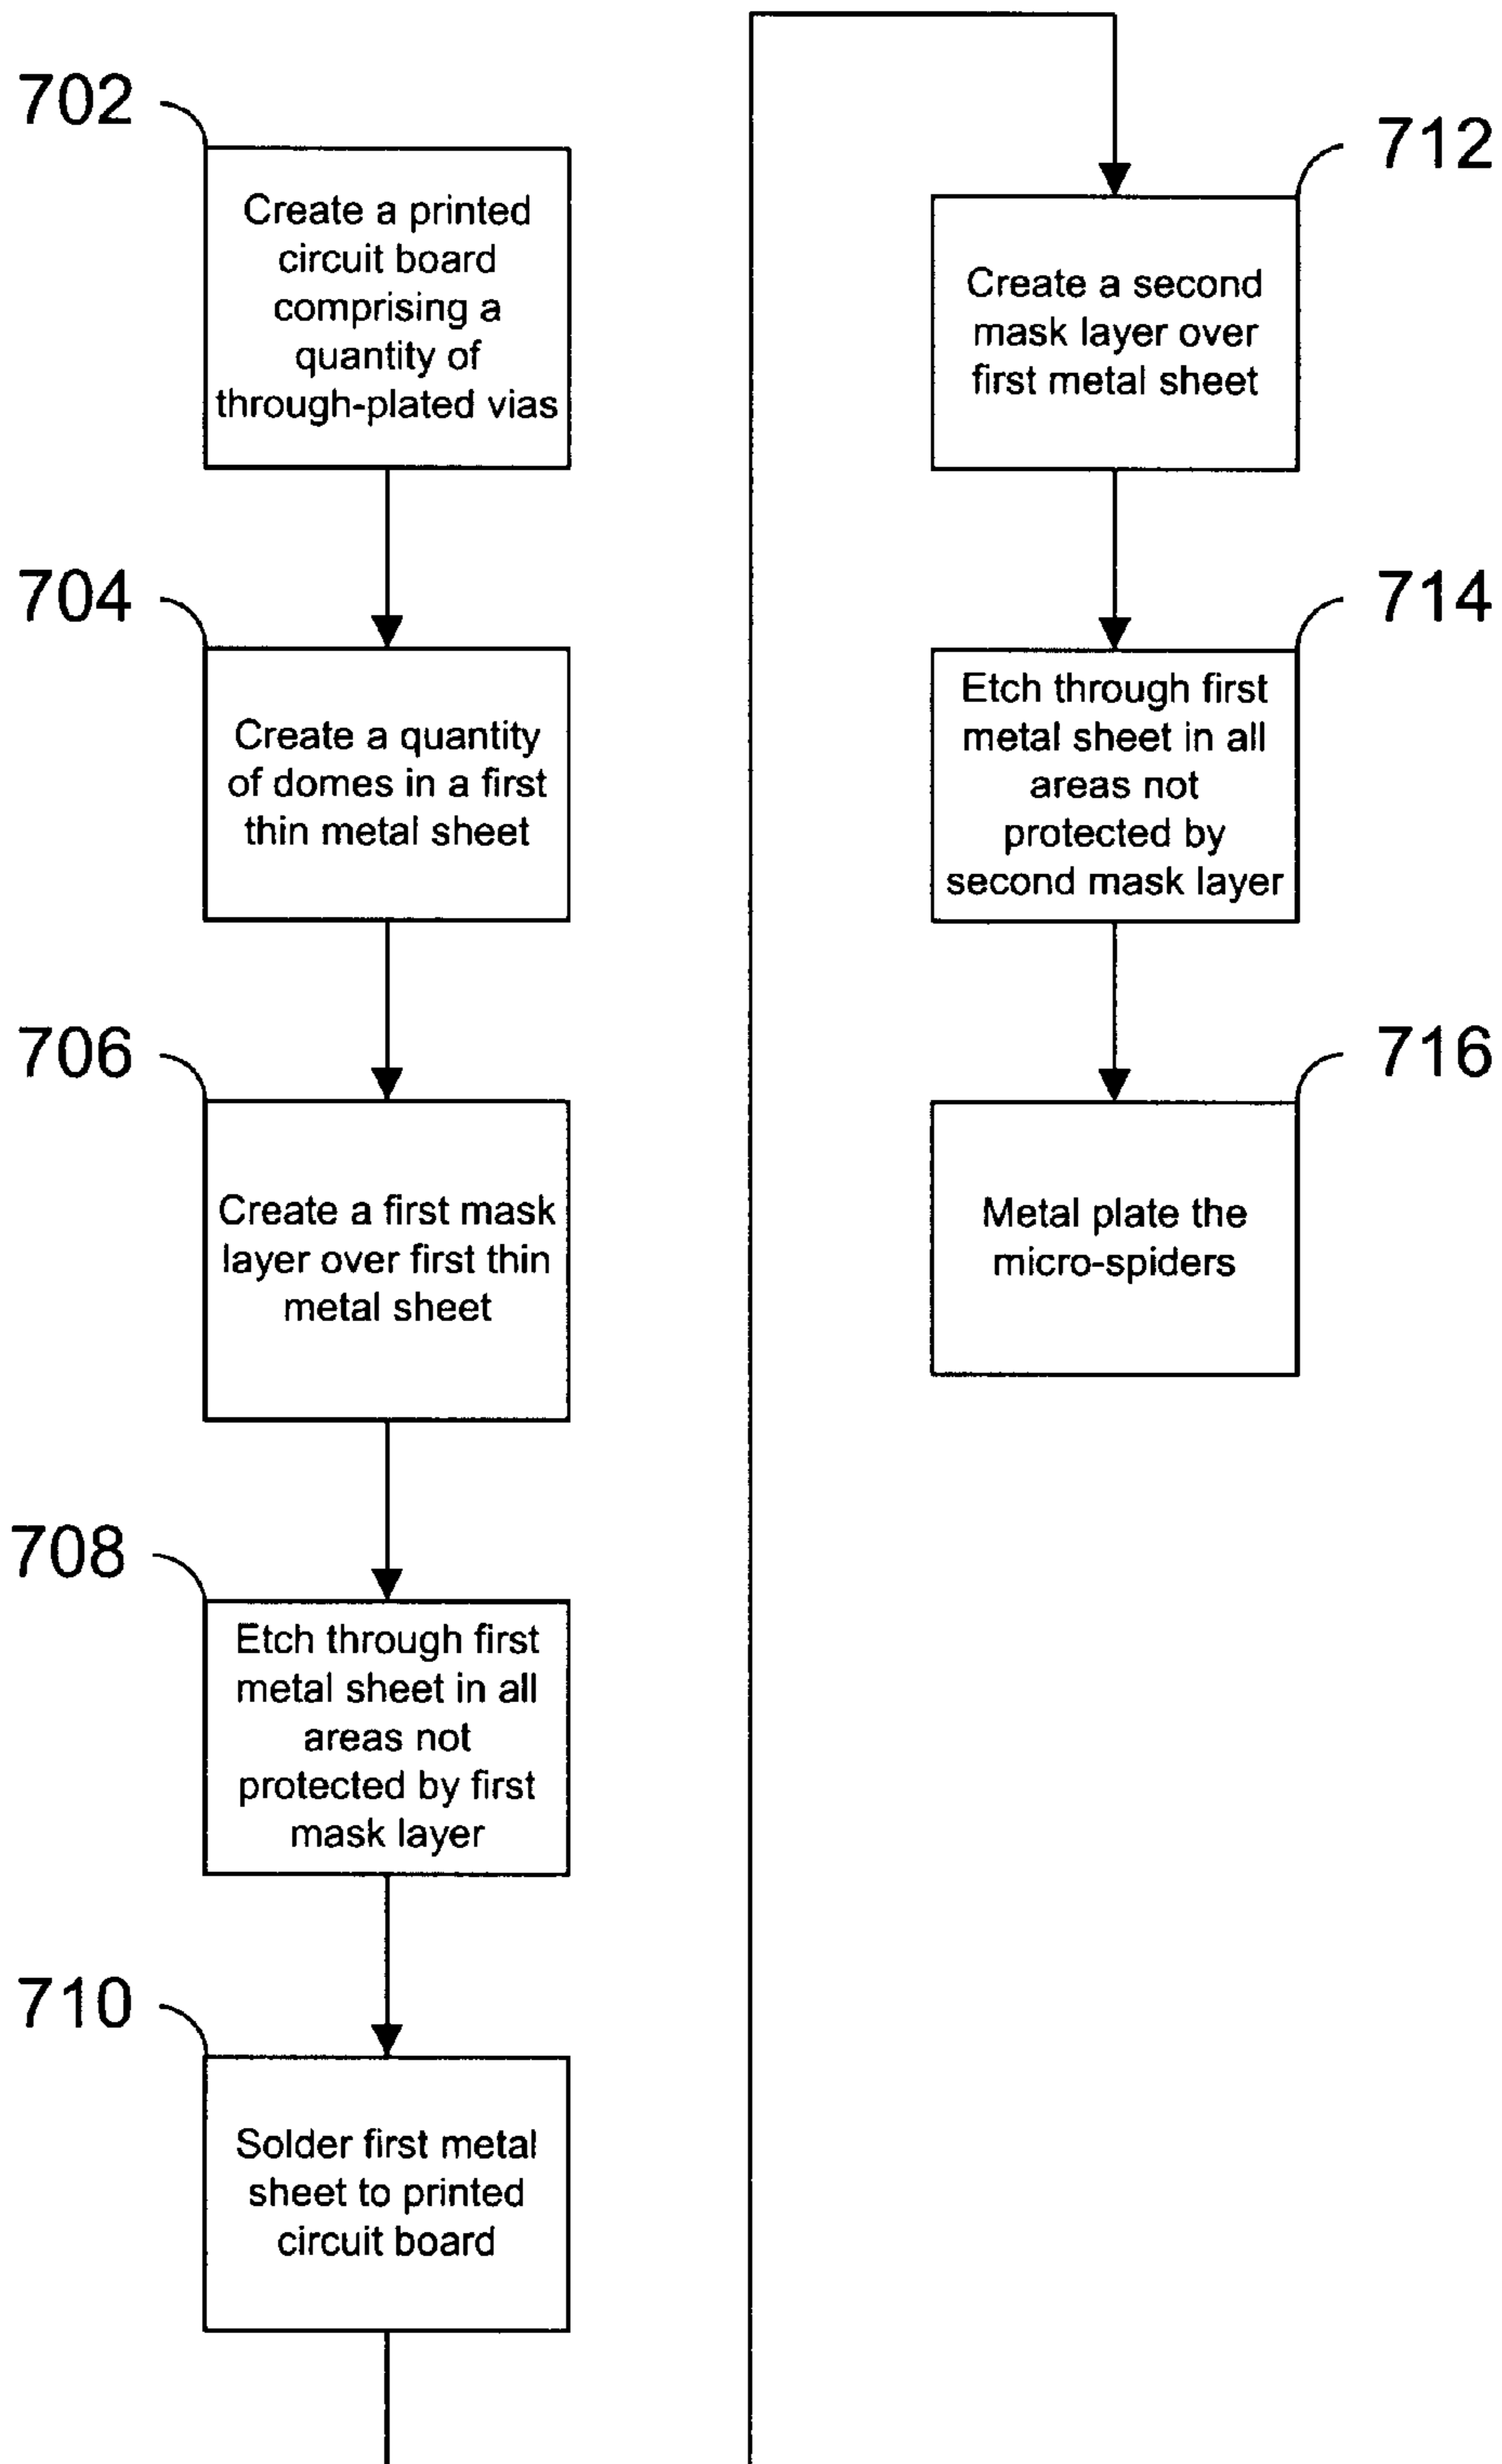 702
Create a printed
circuit board
comprising a
quantity of
through-plated vias
704
Create a quantity
of domes in a first
thin metal sheet
706
Create a first mask
layer over first thin
metal sheet
708
Etch through first
metal sheet in all
areas not
protected by first
mask layer
710
Solder first metal
sheet to printed
circuit board
712
Create a second
mask layer over
first metal sheet
714
Etch through first
metal sheet in all
areas not
protected by
second mask layer
716
Metal plate the
micro-spiders